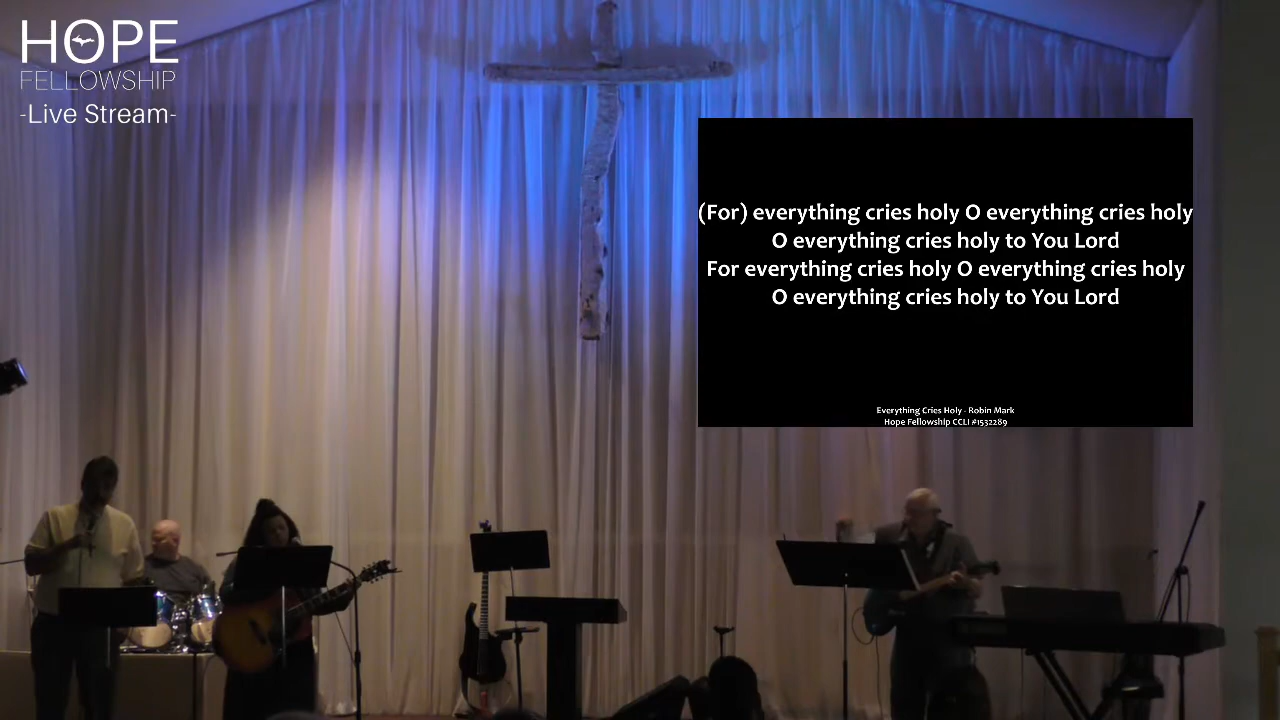 HOPE
FELLOWSHIP
-Live Stream-
(For) everything cries holy O everything cries holy
O everything cries holy to You Lord
For everything cries holy O everything cries holy
O everything cries holy to You Lord
Everything Cries Holy - Robin Mark
Hope Fellowship CCLI #1532289